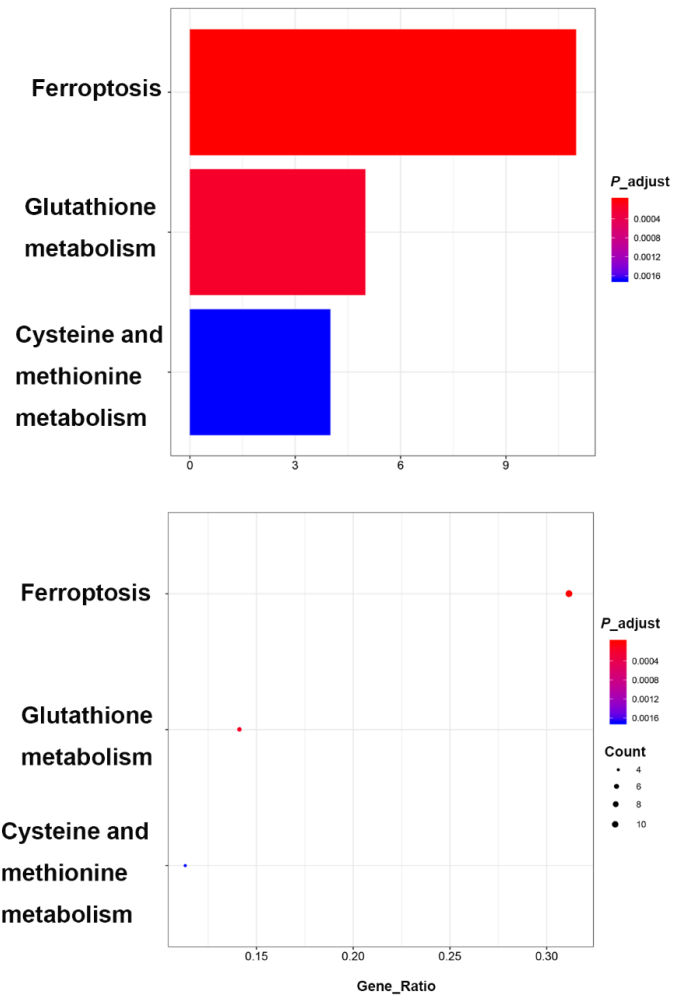 Ferroptosis
Glutathione
metabolism
Cysteine and
methionine
metabolism
0 3 6 9
P_adjust
0.0004
0.0008
0.0012
0.0016
Ferroptosis
Glutathione
metabolism
Cysteine and
methionine
metabolism
0.15 0.20 0.25 0.30
Gene_Ratio
P_adjust
0.0004
0.0008
0.0012
0.0016
Count
4
6
8
10